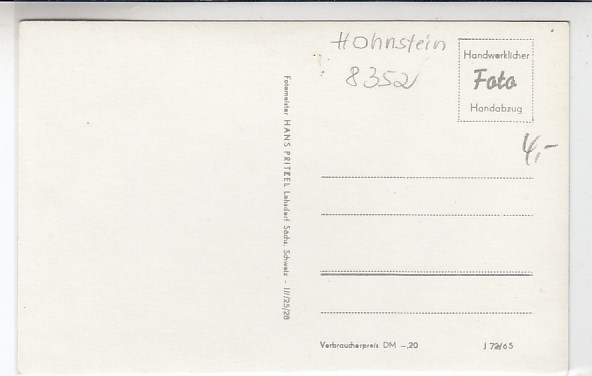 Hohnstein
8352
Handwerklicher
Foto
Handabzug
4,-
Fotomeister HANS PRITZEL Lohsdorf Sächs. Schweiz - III/25/28
Verbraucherpreis DM -,20
J 72/65